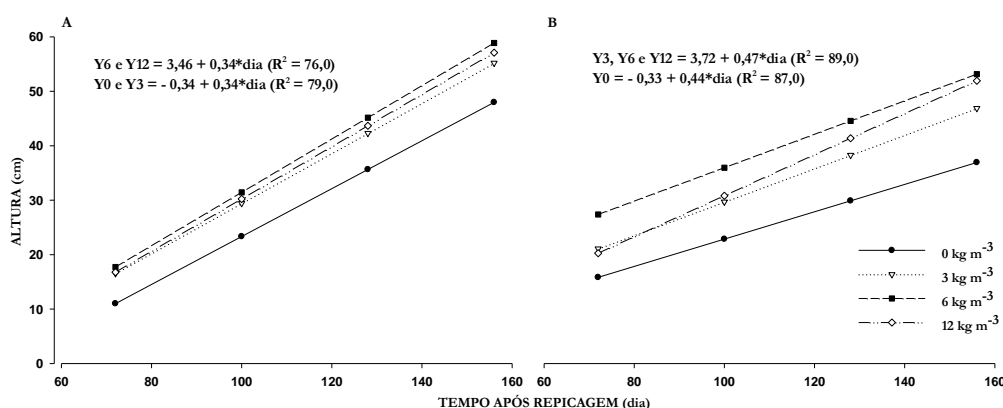 A
B
Y6 e Y12 = 3,46 + 0,34*dia (R² = 76,0)
Y0 e Y3 = - 0,34 + 0,34*dia (R² = 79,0)
Y3, Y6 e Y12 = 3,72 + 0,47*dia (R² = 89,0)
Y0 = - 0,33 + 0,44*dia (R² = 87,0)
ALTURA (cm)
60
50
40
30
20
10
0
0 kg m⁻³
3 kg m⁻³
6 kg m⁻³
12 kg m⁻³
60 80 100 120 140 160
60 80 100 120 140 160
TEMPO APÓS REPICAGEM (dia)